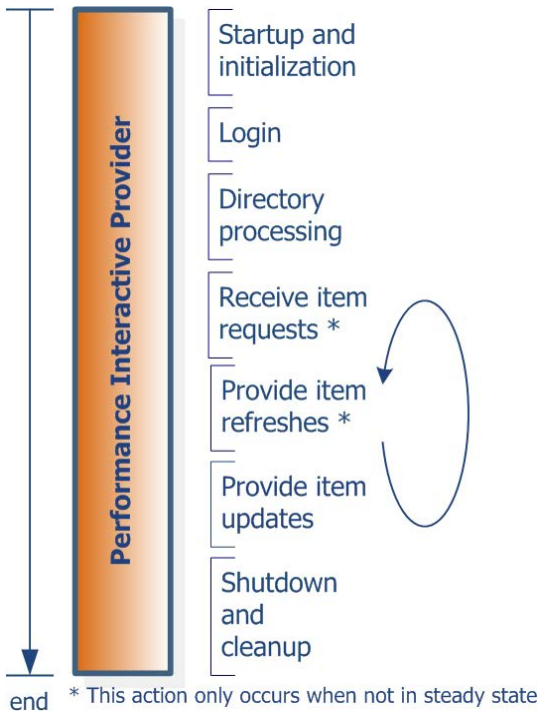 Performance Interactive Provider
Startup and
initialization
Login
Directory
processing
Receive item
requests *
Provide item
refreshes *
Provide item
updates
Shutdown
and
cleanup
end
* This action only occurs when not in steady state